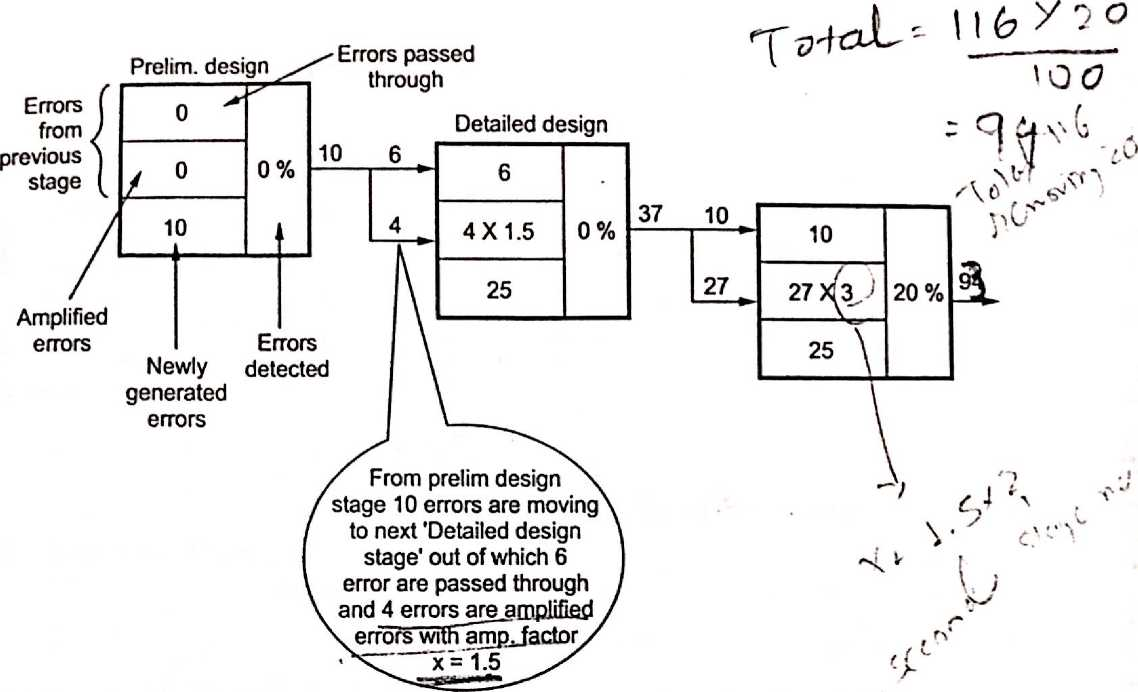 Total = 116 × 20
100
= 94
116
Total
Prelim. design
Errors passed
through
Errors
from
previous
stage
0
0
10
0 %
10
6
4
Amplified
errors
Newly
generated
errors
Errors
detected
Detailed design
6
4 X 1.5
25
0 %
37
10
27
10
27 X 3
25
20 %
From prelim design
stage 10 errors are moving
to next 'Detailed design
stage' out of which 6
error are passed through
and 4 errors are amplified
errors with amp. factor
x = 1.5
second stage